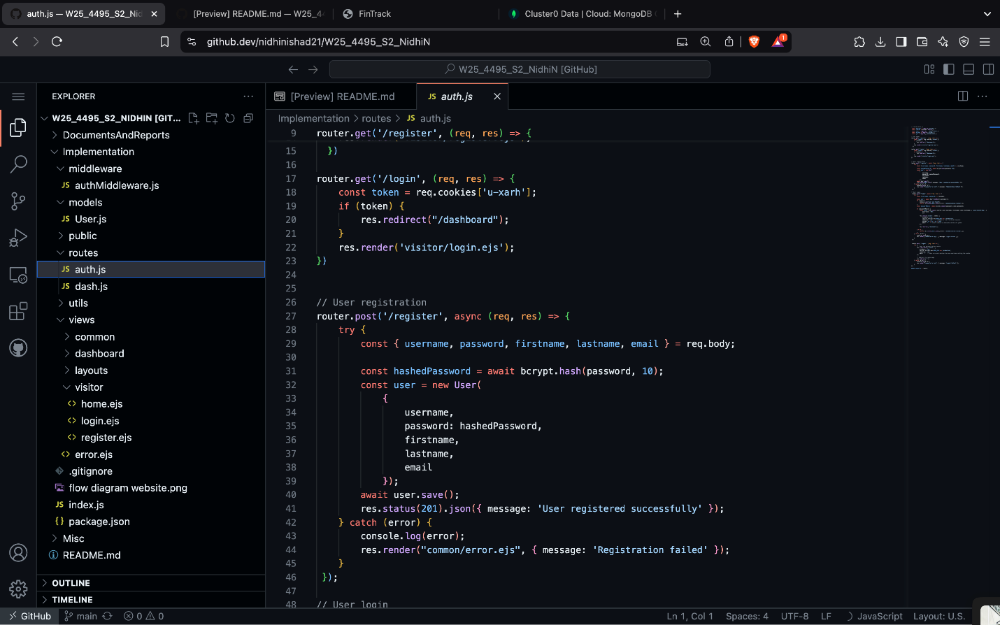 auth.js — W25_4495_S2_Nic
[Preview] README.md — W25_4
FinTrack
Cluster0 Data | Cloud: MongoDB
github.dev/nidhinishad21/W25_4495_S2_NidhiN
1
W25_4495_S2_NidhiN [GitHub]
EXPLORER
[Preview] README.md
JS auth.js
W25_4495_S2_NIDHIN [GIT...
Implementation > routes > JS auth.js
DocumentsAndReports
Implementation
middleware
JS authMiddleware.js
models
JS User.js
public
routes
JS auth.js
JS dash.js
utils
views
common
dashboard
layouts
visitor
<> home.ejs
<> login.ejs
<> register.ejs
<> error.ejs
.gitignore
flow diagram website.png
JS index.js
{} package.json
Misc
README.md
OUTLINE
TIMELINE
9 router.get('/register', (req, res) => {
15 })
16
17 router.get('/login', (req, res) => {
18 const token = req.cookies['u-xarh'];
19 if (token) {
20 res.redirect("/dashboard");
21 }
22 res.render('visitor/login.ejs');
23 })
24
25
26 // User registration
27 router.post('/register', async (req, res) => {
28 try {
29 const { username, password, firstname, lastname, email } = req.body;
30
31 const hashedPassword = await bcrypt.hash(password, 10);
32 const user = new User(
33 {
34 username,
35 password: hashedPassword,
36 firstname,
37 lastname,
38 email
39 });
40 await user.save();
41 res.status(201).json({ message: 'User registered successfully' });
42 } catch (error) {
43 console.log(error);
44 res.render("common/error.ejs", { message: 'Registration failed' });
45 }
46 });
47
48 // User login
GitHub
main
0
0
Ln 1, Col 1
Spaces: 4
UTF-8
LF
JavaScript
Layout: U.S.